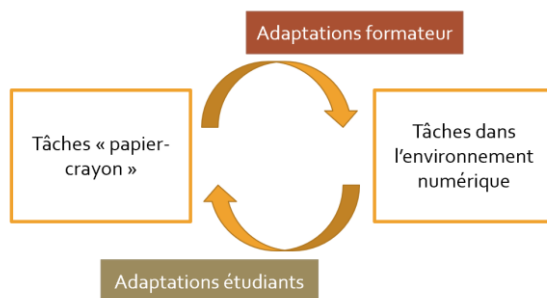 Adaptations formateur
Tâches « papier-
crayon »
Tâches dans
l'environnement
numérique
Adaptations étudiants